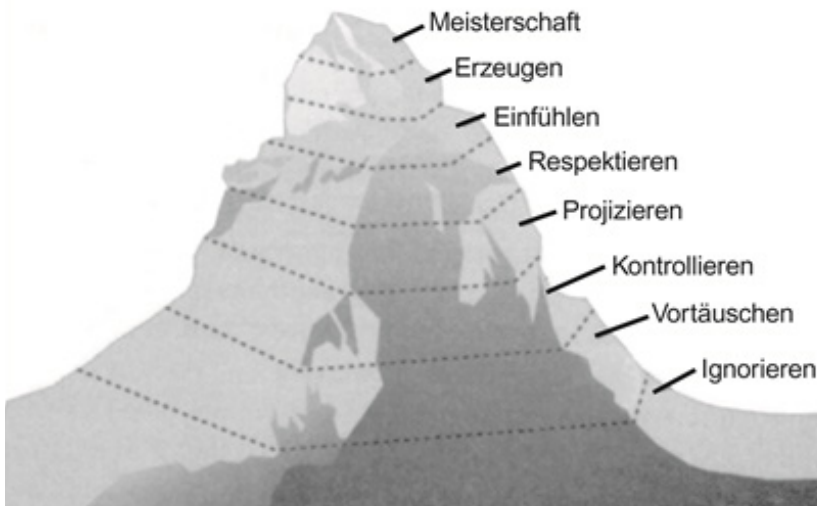 Meisterschaft
Erzeugen
Einfühlen
Respektieren
Projizieren
Kontrollieren
Vortäuschen
Ignorieren